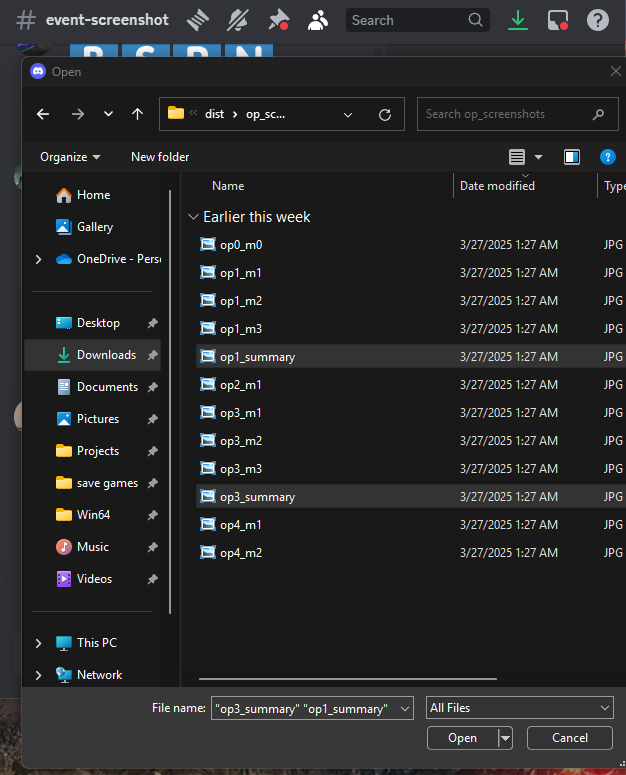 # event-screenshot
Search
Open
« dist > op_sc...
Search op_screenshots
Organize
New folder
Name
Date modified
Type
Home
Gallery
OneDrive - Perso
Desktop
Downloads
Documents
Pictures
Projects
save games
Win64
Music
Videos
This PC
Network
Earlier this week
op0_m0 3/27/2025 1:27 AM JPG
op1_m1 3/27/2025 1:27 AM JPG
op1_m2 3/27/2025 1:27 AM JPG
op1_m3 3/27/2025 1:27 AM JPG
op1_summary 3/27/2025 1:27 AM JPG
op2_m1 3/27/2025 1:27 AM JPG
op3_m1 3/27/2025 1:27 AM JPG
op3_m2 3/27/2025 1:27 AM JPG
op3_m3 3/27/2025 1:27 AM JPG
op3_summary 3/27/2025 1:27 AM JPG
op4_m1 3/27/2025 1:27 AM JPG
op4_m2 3/27/2025 1:27 AM JPG
File name: "op3_summary" "op1_summary"
All Files
Open
Cancel